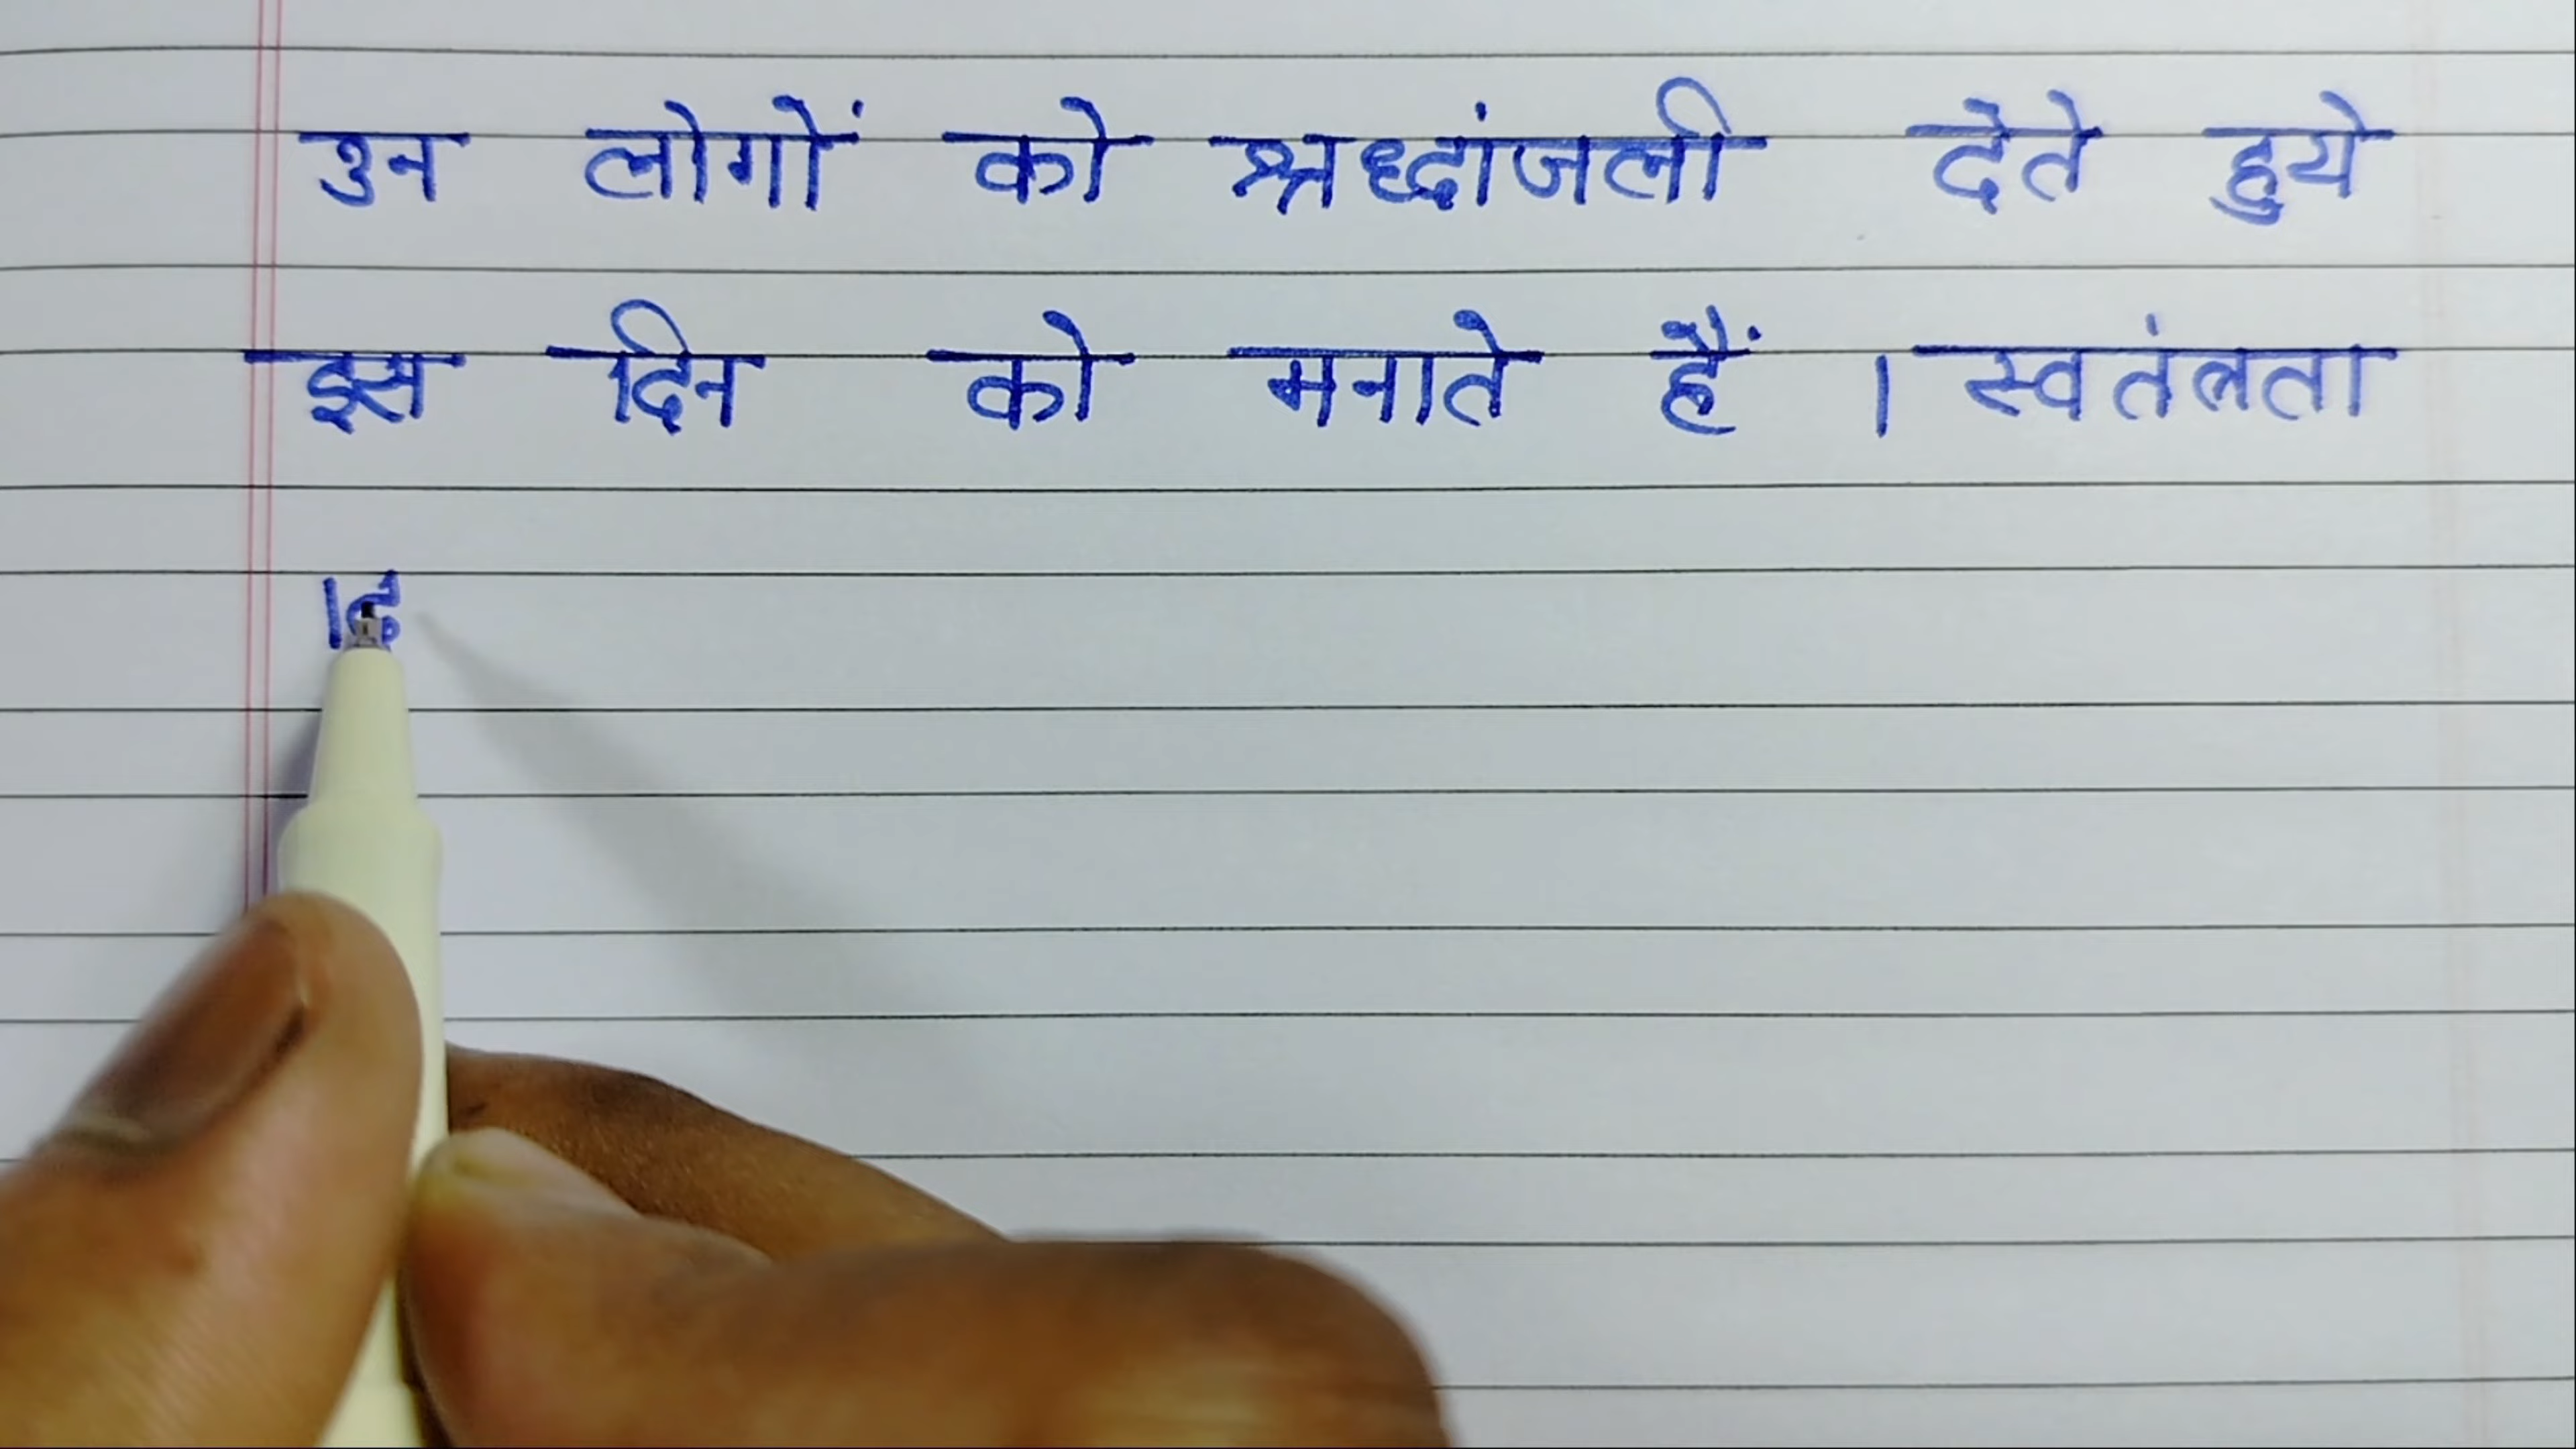 उन लोगों को श्रद्धांजली देते हुये
इस दिन को मनाते हैं । स्वतंत्रता